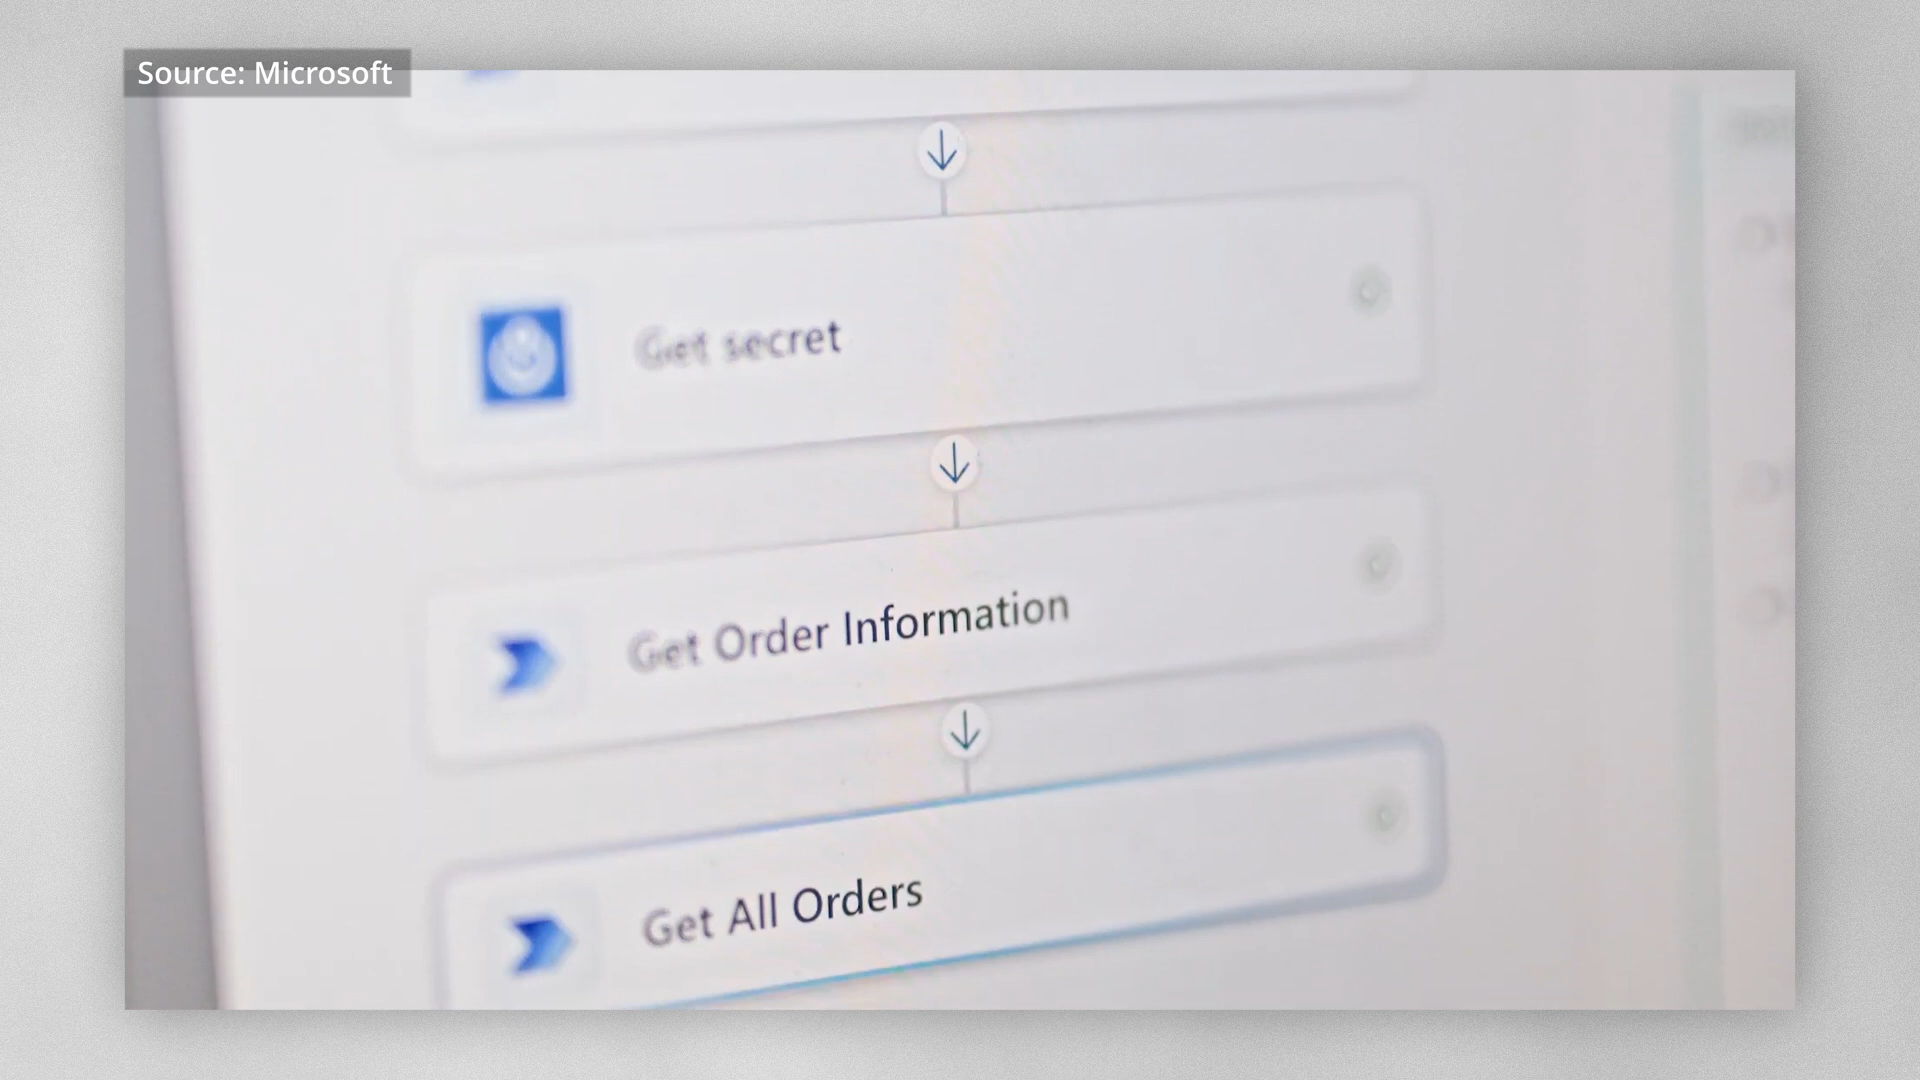 Source: Microsoft
Get secret
Get Order Information
Get All Orders